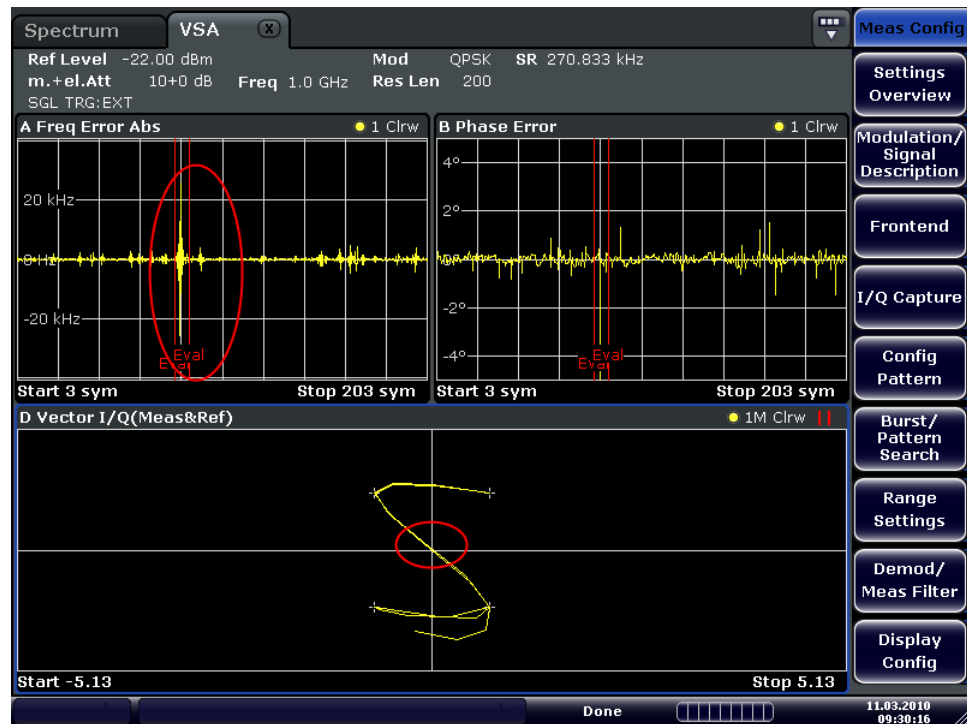 Spectrum VSA X
Ref Level -22.00 dBm Mod QPSK SR 270.833 kHz
m.+el.Att 10+0 dB Freq 1.0 GHz Res Len 200
SGL TRG:EXT
A Freq Error Abs 1 Clrw
20 kHz
0 Hz
-20 kHz
Eval
Eval
Start 3 sym Stop 203 sym
B Phase Error 1 Clrw
4°
2°
0°
-2°
-4°
Eval
Eval
Start 3 sym Stop 203 sym
D Vector I/Q(Meas&Ref) 1M Clrw
Start -5.13 Stop 5.13
Done
11.03.2010
09:30:16
Meas Config
Settings
Overview
Modulation/
Signal
Description
Frontend
I/Q Capture
Config
Pattern
Burst/
Pattern
Search
Range
Settings
Demod/
Meas Filter
Display
Config